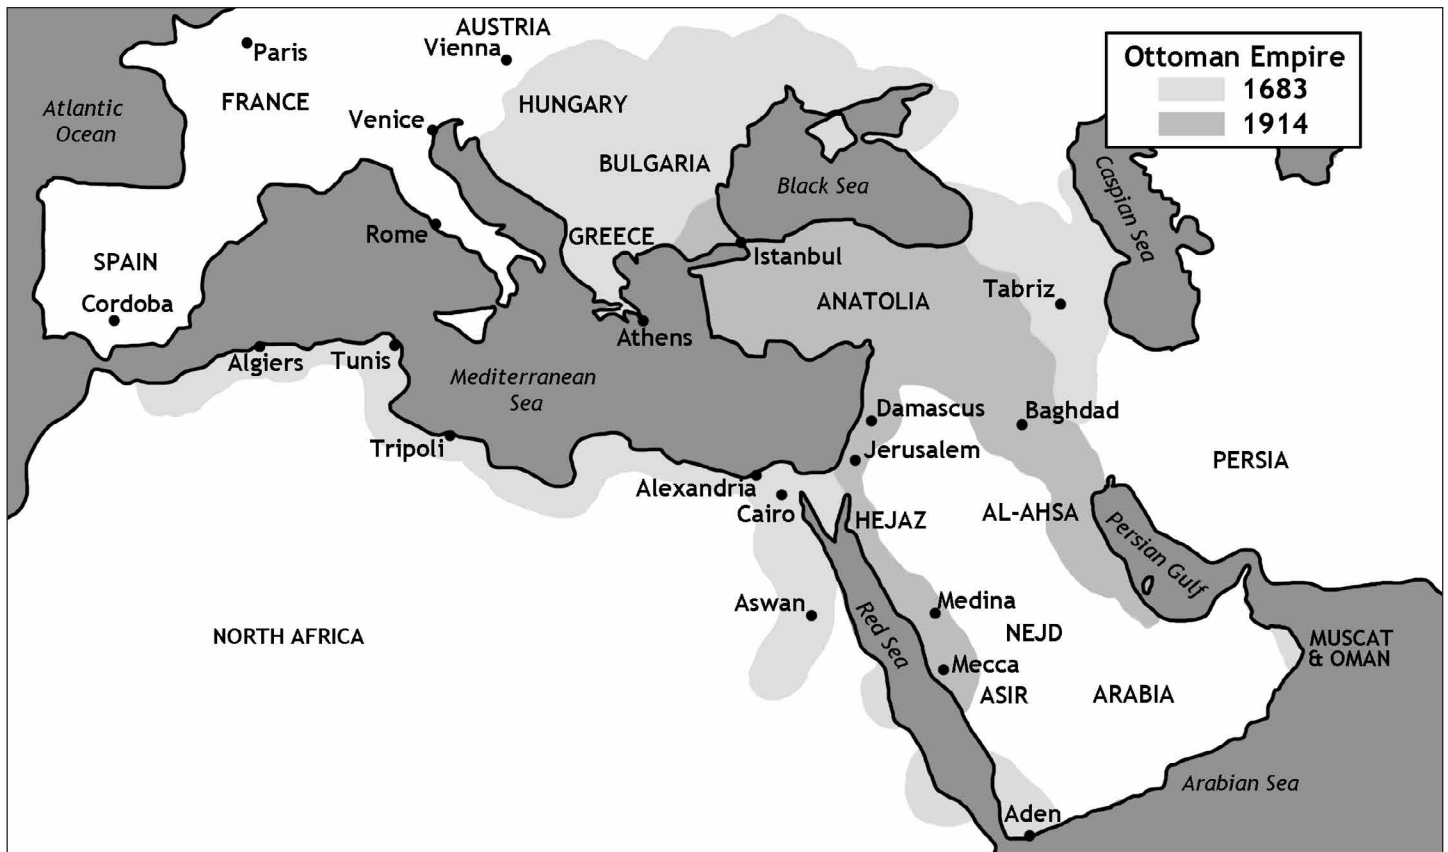 AUSTRIA
Vienna
Paris
Ottoman Empire
1683
1914
FRANCE
HUNGARY
Atlantic
Ocean
Venice
BULGARIA
Black Sea
Caspian Sea
Rome
GREECE
Istanbul
SPAIN
Cordoba
ANATOLIA
Tabriz
Athens
Algiers
Tunis
Mediterranean
Sea
Damascus
Baghdad
Tripoli
Jerusalem
PERSIA
Alexandria
Cairo
HEJAZ
AL-AHSA
Persian Gulf
Aswan
Medina
Red Sea
NEJD
NORTH AFRICA
MUSCAT
& OMAN
Mecca
ASIR
ARABIA
Arabian Sea
Aden